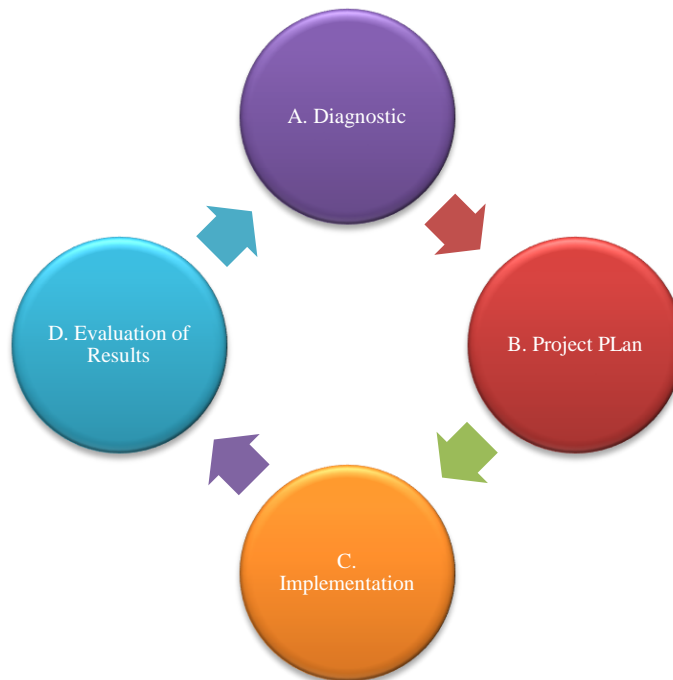 A. Diagnostic
B. Project PLan
C.
Implementation
D. Evaluation of
Results